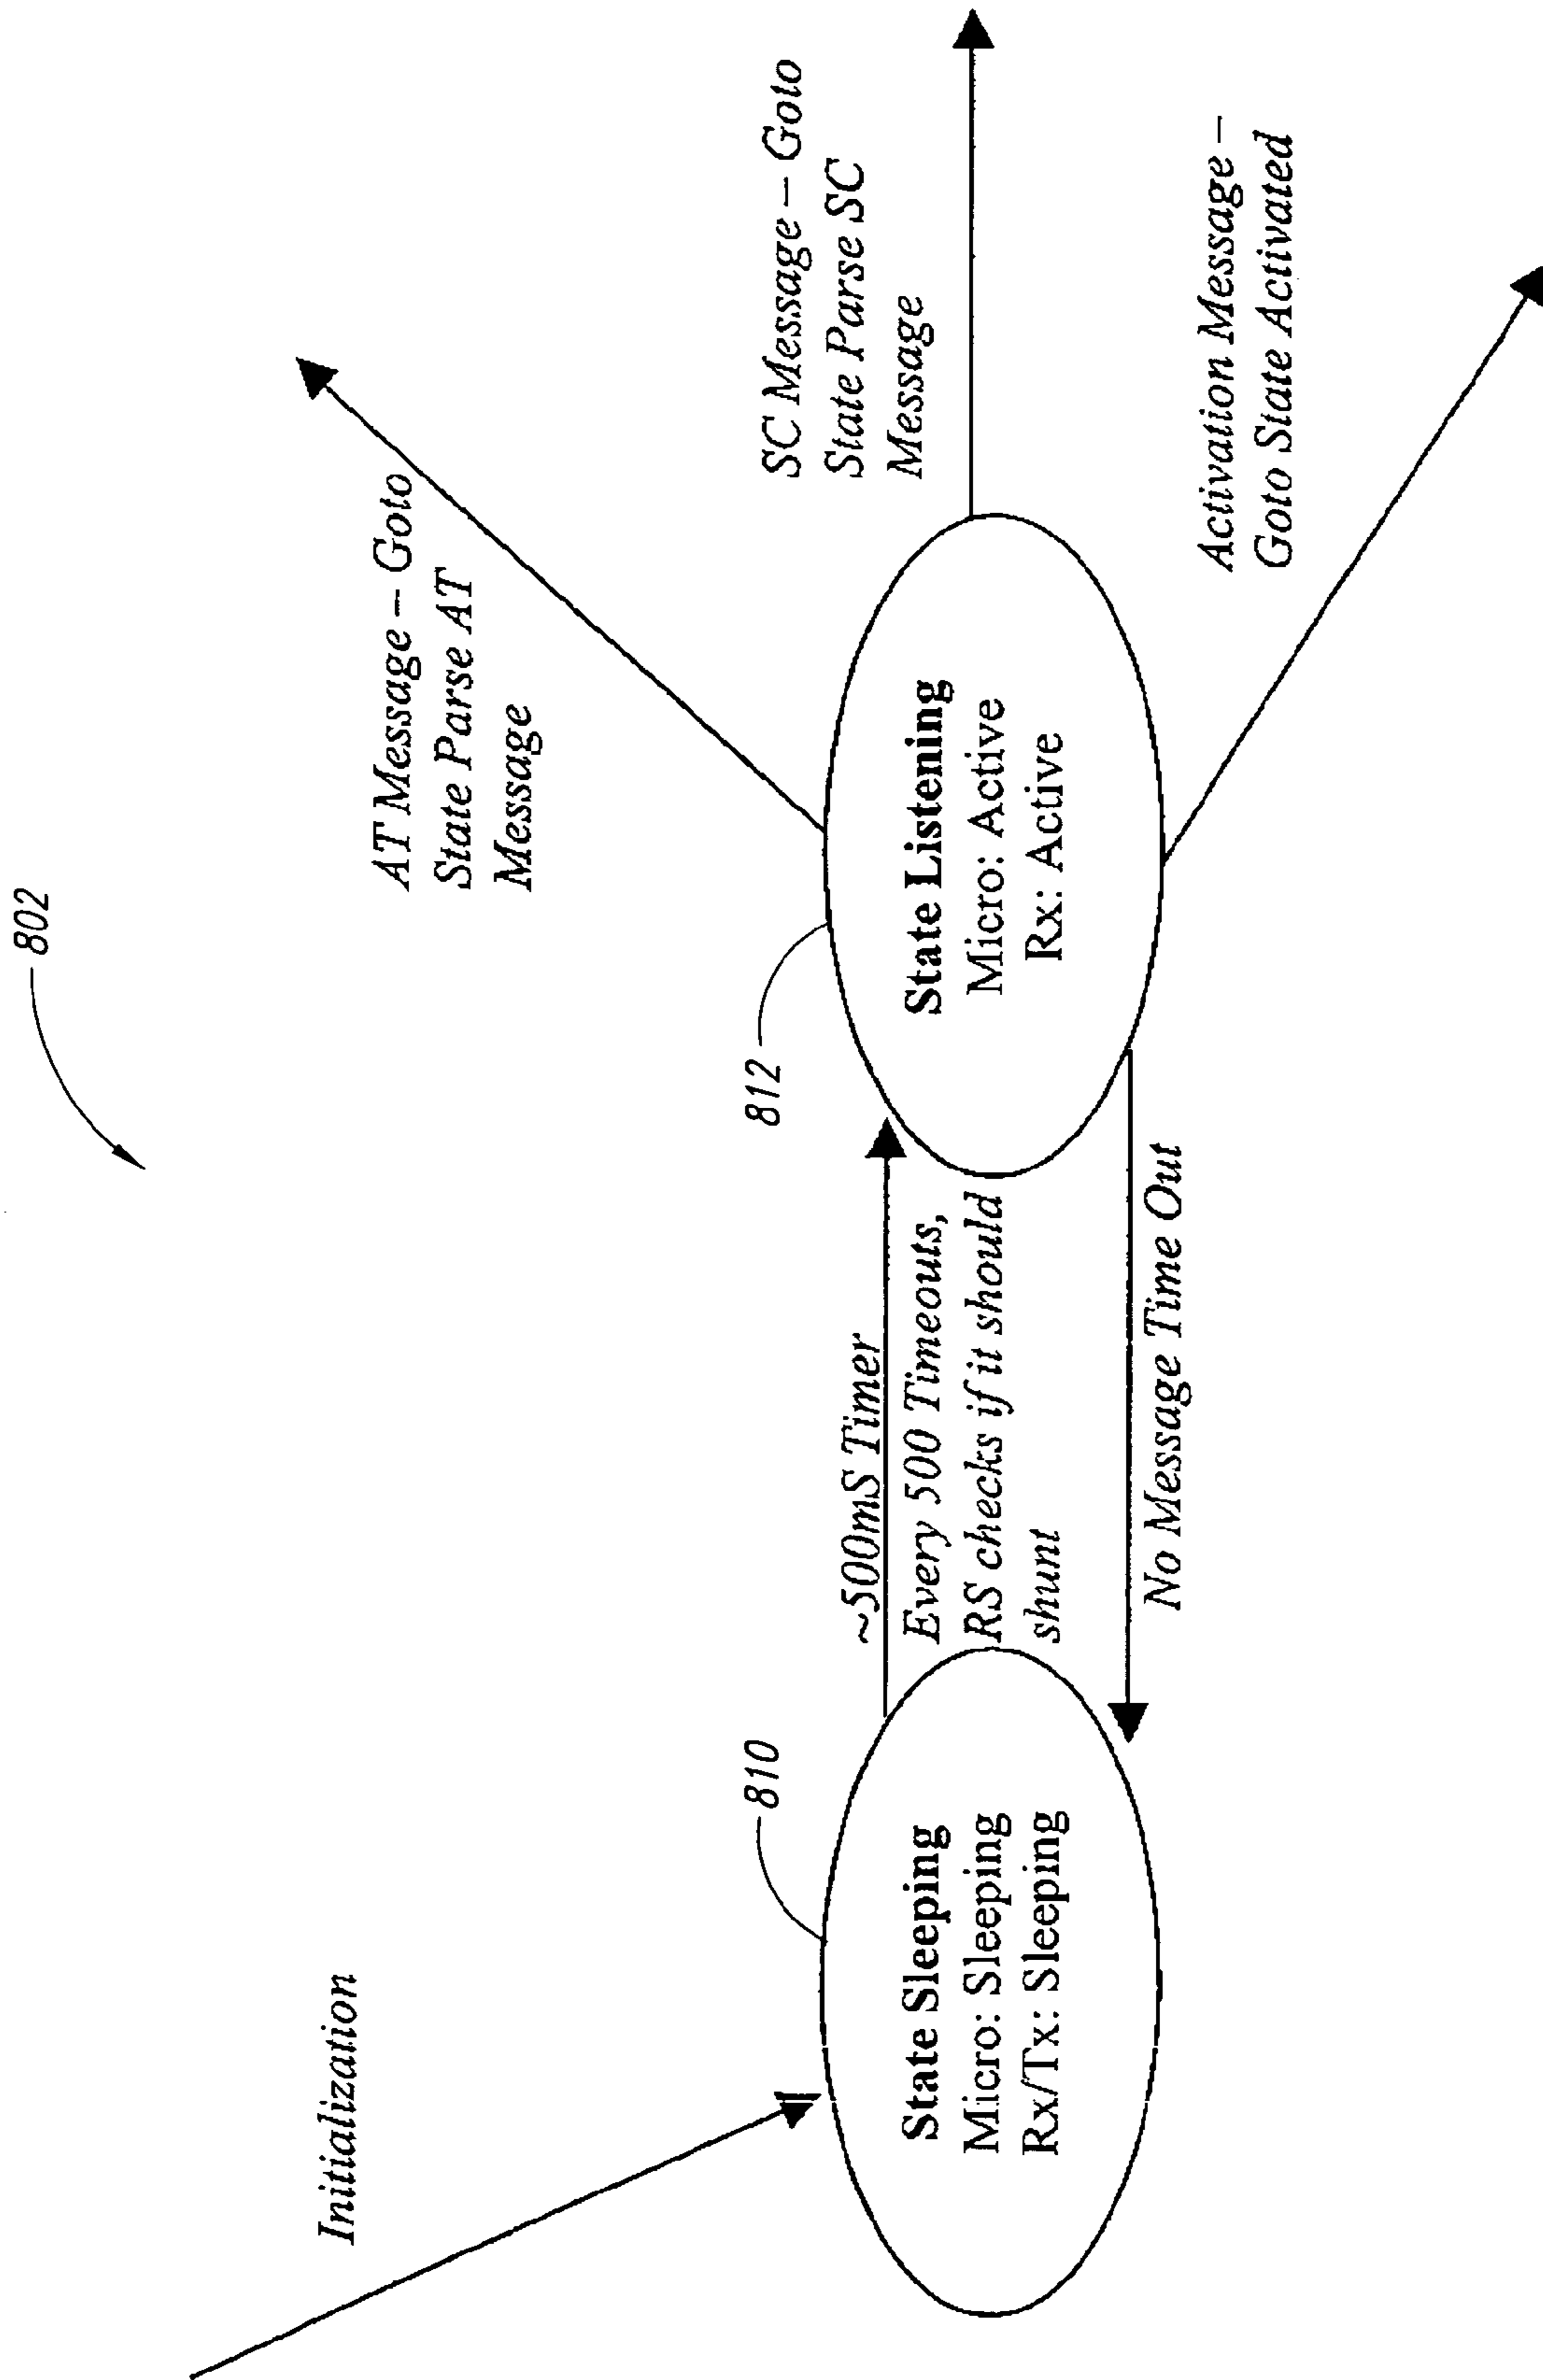 802
Initialization
AT Message – Goto
State Parse AT
Message
810
State Sleeping
Micro: Sleeping
Rx/Tx: Sleeping
~500mS Timer
Every 500 Timeouts,
RS checks if it should
shunt
No Message Time Out
812
State Listening
Micro: Active
Rx: Active
SC Message – Goto
State Parse SC
Message
Activation Message –
Goto State Activated